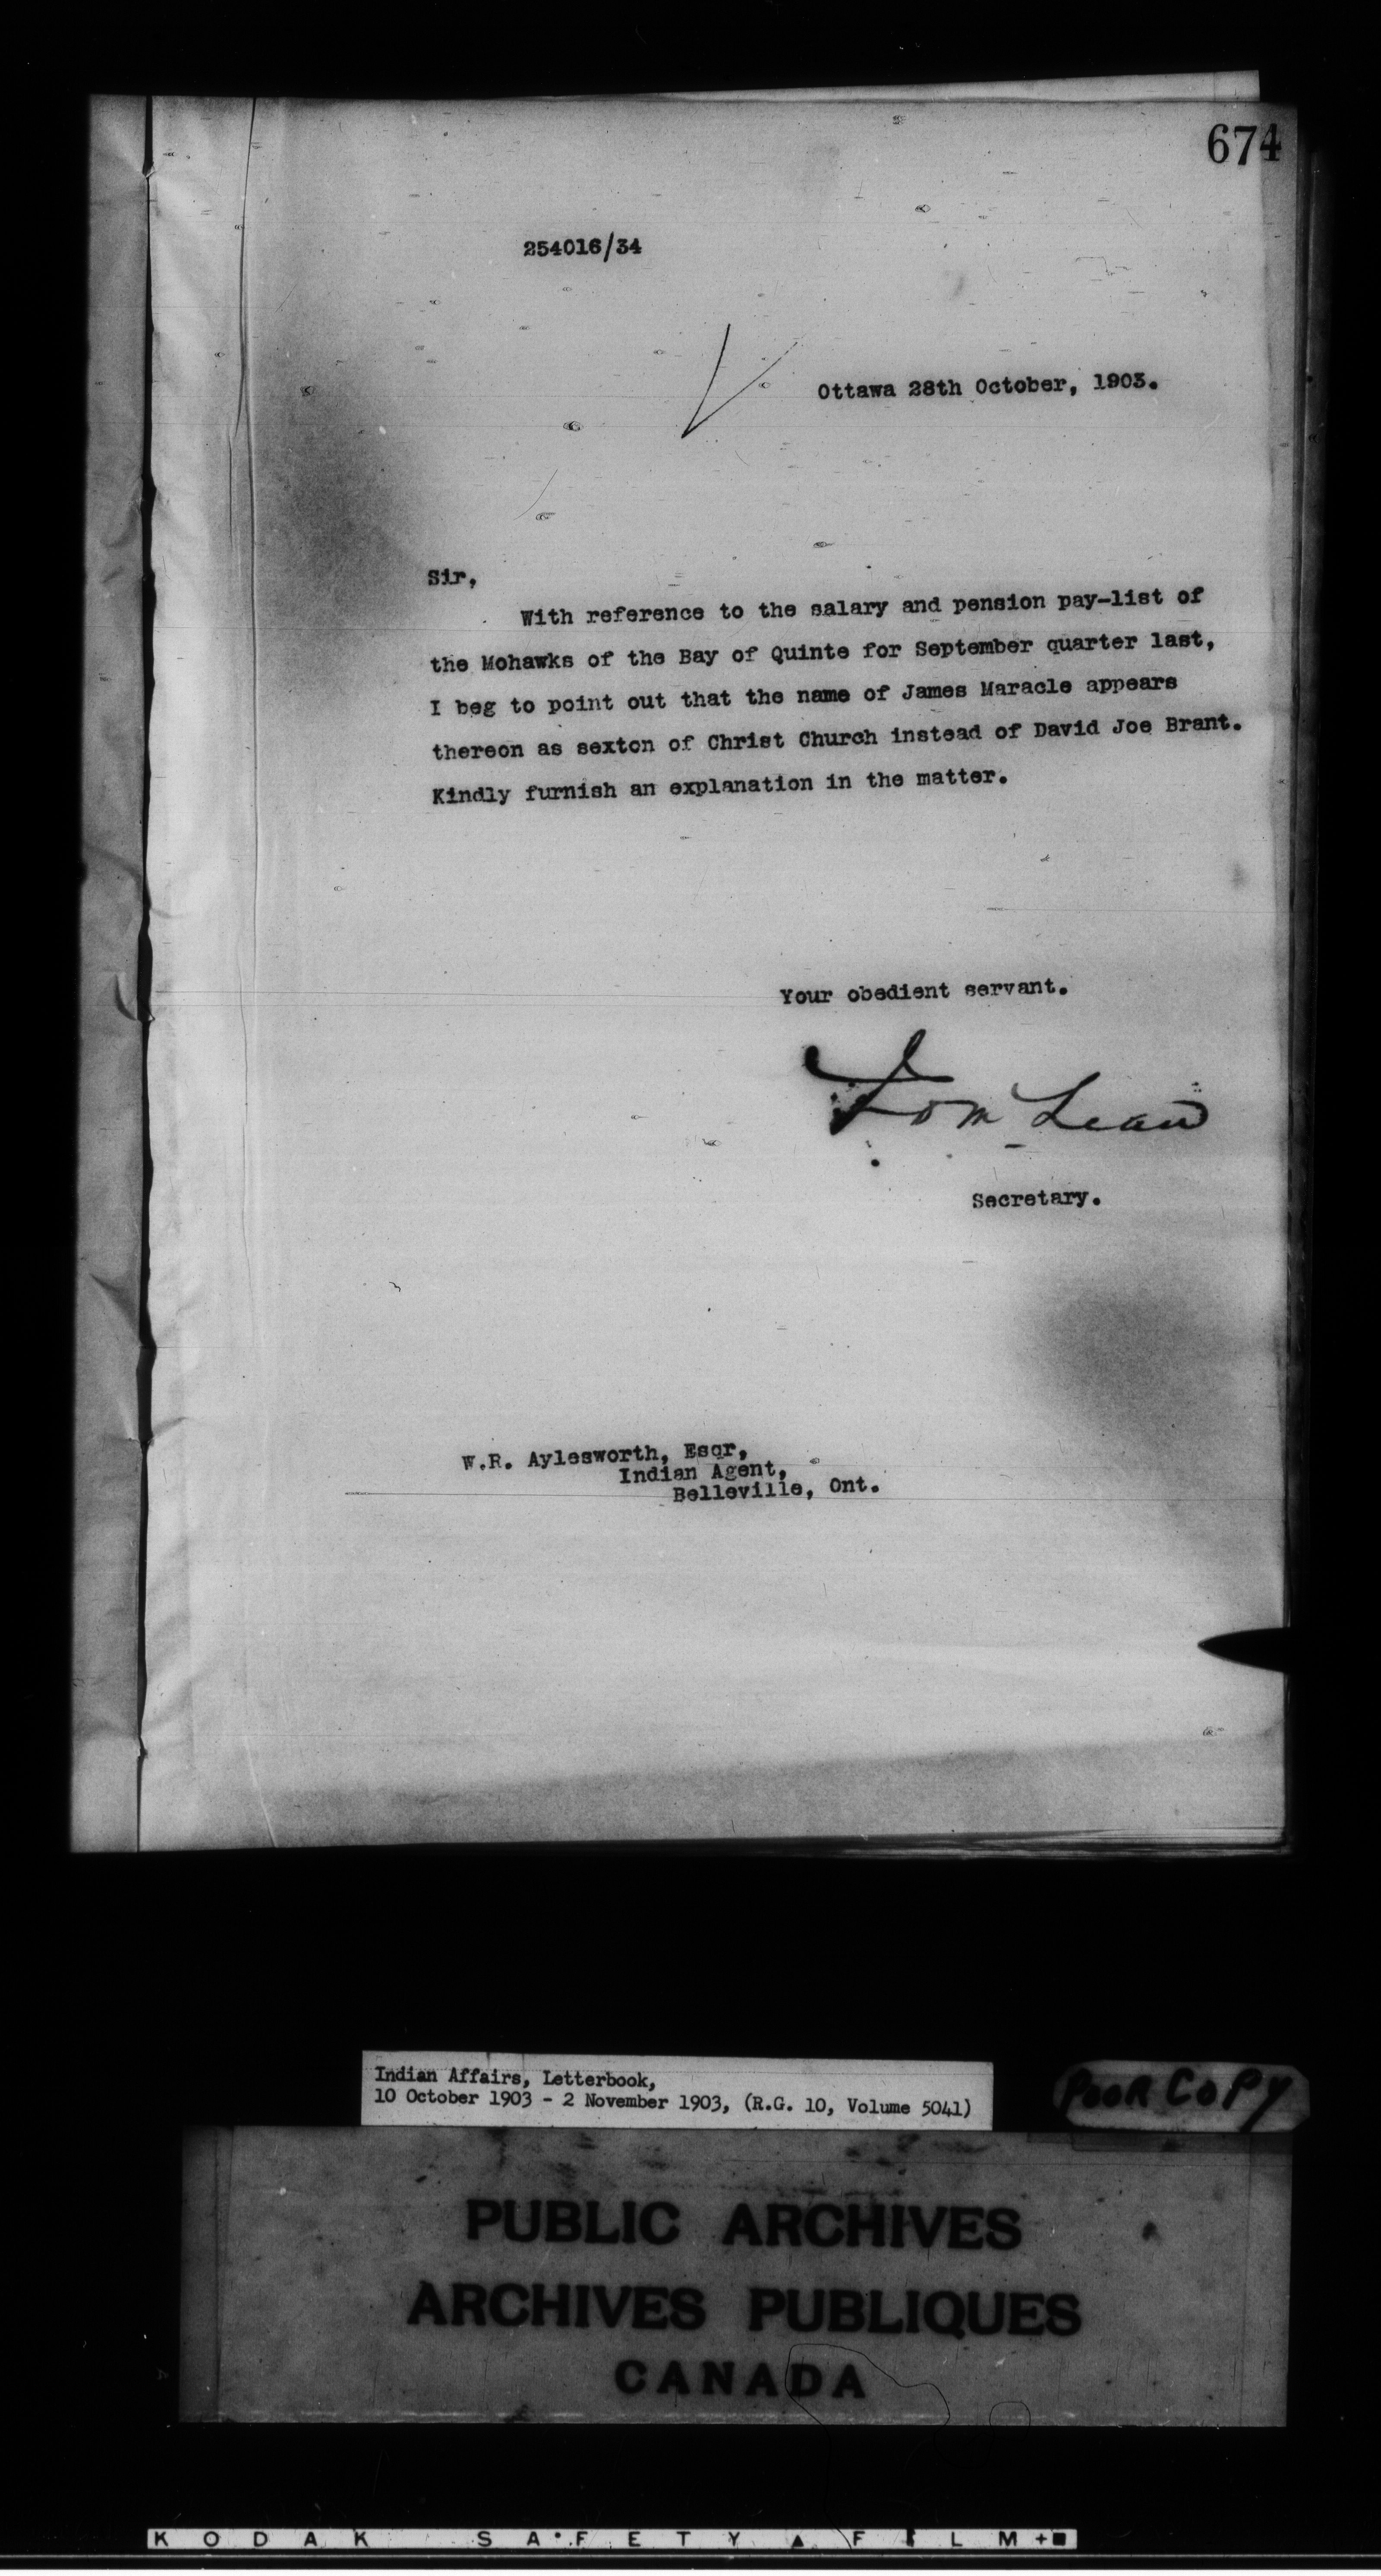 674
254016/34
Ottawa 28th October, 1903.
Sir,
With reference to the salary and pension pay-list of
the Mohawks of the Bay of Quinte for September quarter last,
I beg to point out that the name of James Maracle appears
thereon as sexton of Christ Church instead of David Joe Brant.
Kindly furnish an explanation in the matter.
Your obedient servant.
McLean
Secretary.
W.R. Aylesworth, Esqr,
Indian Agent,
Belleville, Ont.
Indian Affairs, Letterbook,
10 October 1903 - 2 November 1903, (R.G. 10, Volume 5041)
POOR COPY
PUBLIC ARCHIVES
ARCHIVES PUBLIQUES
CANADA
KODAK SAFETY FILM